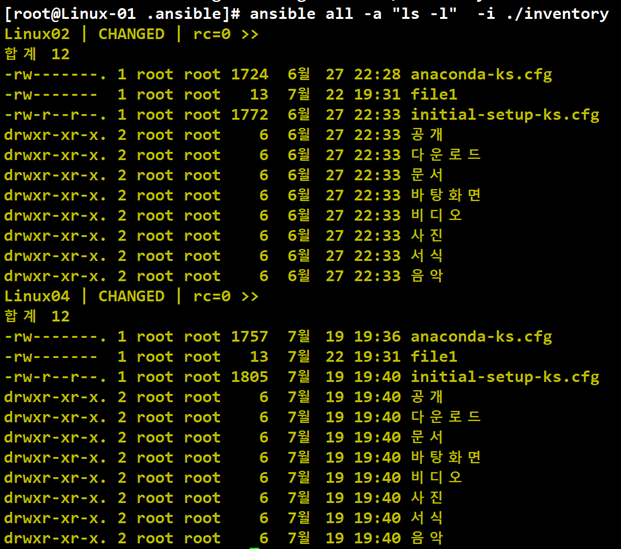 [root@Linux-01 .ansible]# ansible all -a "ls -l"  -i ./inventory
Linux02 | CHANGED | rc=0 >>
합계 12
-rw-------. 1 root root 1724  6월  27 22:28 anaconda-ks.cfg
-rw-------  1 root root   13  7월  22 19:31 file1
-rw-r--r--. 1 root root 1772  6월  27 22:33 initial-setup-ks.cfg
drwxr-xr-x. 2 root root    6  6월  27 22:33 공개
drwxr-xr-x. 2 root root    6  6월  27 22:33 다운로드
drwxr-xr-x. 2 root root    6  6월  27 22:33 문서
drwxr-xr-x. 2 root root    6  6월  27 22:33 바탕화면
drwxr-xr-x. 2 root root    6  6월  27 22:33 비디오
drwxr-xr-x. 2 root root    6  6월  27 22:33 사진
drwxr-xr-x. 2 root root    6  6월  27 22:33 서식
drwxr-xr-x. 2 root root    6  6월  27 22:33 음악
Linux04 | CHANGED | rc=0 >>
합계 12
-rw-------. 1 root root 1757  7월  19 19:36 anaconda-ks.cfg
-rw-------  1 root root   13  7월  22 19:31 file1
-rw-r--r--. 1 root root 1805  7월  19 19:40 initial-setup-ks.cfg
drwxr-xr-x. 2 root root    6  7월  19 19:40 공개
drwxr-xr-x. 2 root root    6  7월  19 19:40 다운로드
drwxr-xr-x. 2 root root    6  7월  19 19:40 문서
drwxr-xr-x. 2 root root    6  7월  19 19:40 바탕화면
drwxr-xr-x. 2 root root    6  7월  19 19:40 비디오
drwxr-xr-x. 2 root root    6  7월  19 19:40 사진
drwxr-xr-x. 2 root root    6  7월  19 19:40 서식
drwxr-xr-x. 2 root root    6  7월  19 19:40 음악